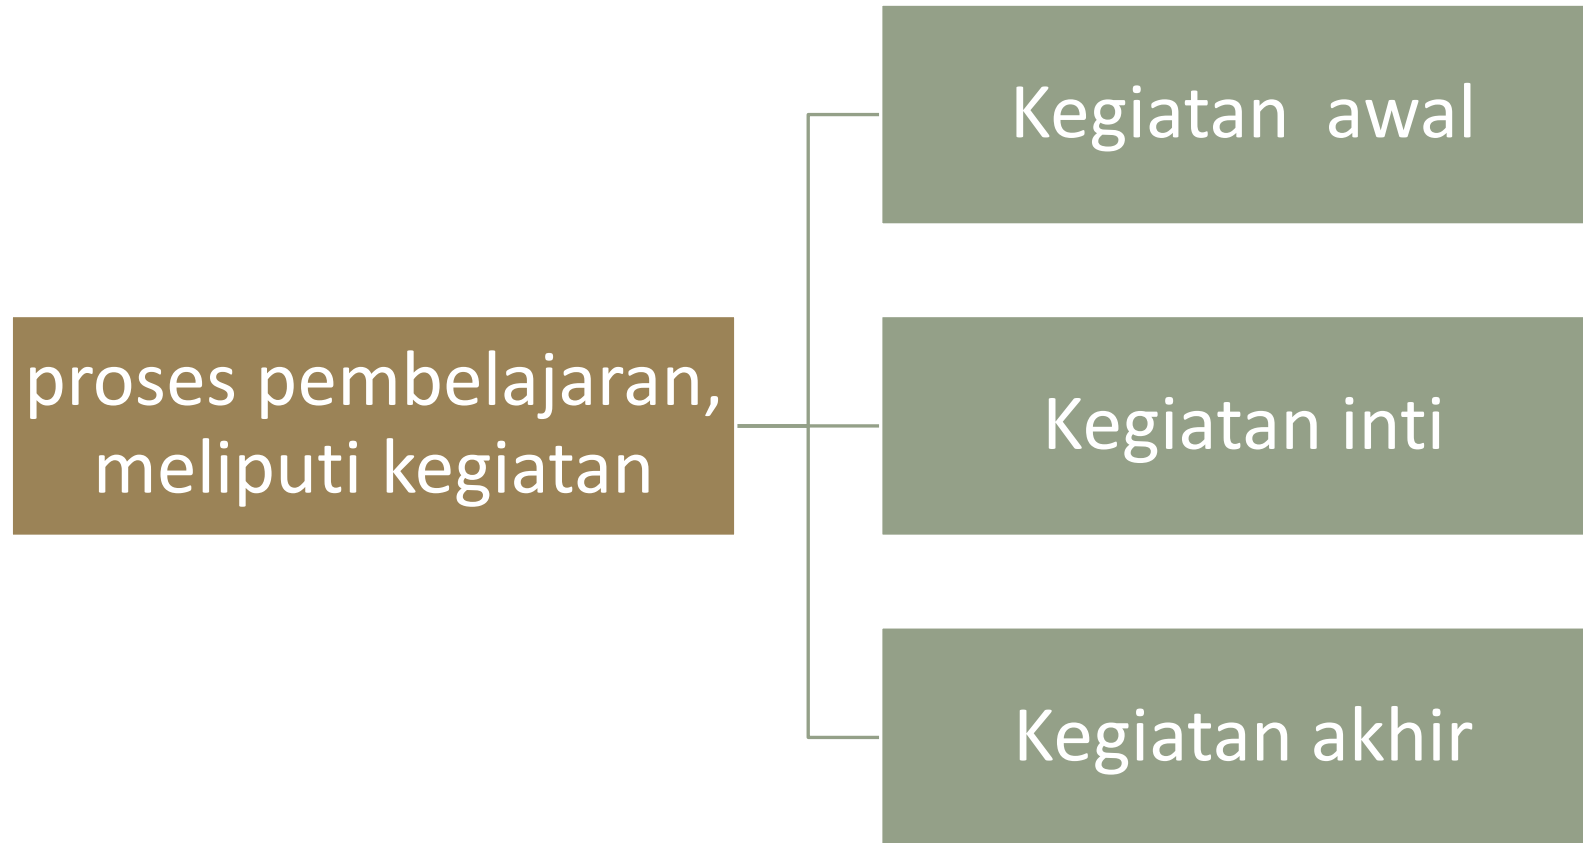 proses pembelajaran,
meliputi kegiatan
Kegiatan  awal
Kegiatan inti
Kegiatan akhir